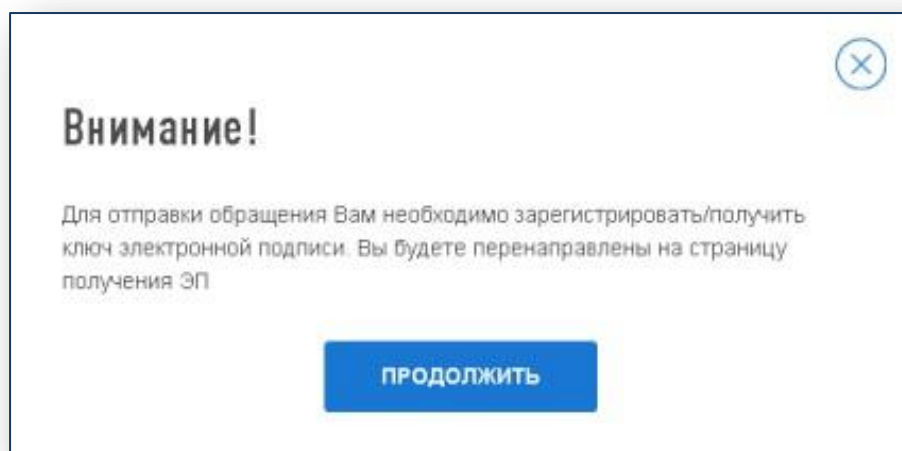 Внимание!
Для отправки обращения Вам необходимо зарегистрировать/получить
ключ электронной подписи. Вы будете перенаправлены на страницу
получения ЭП
ПРОДОЛЖИТЬ